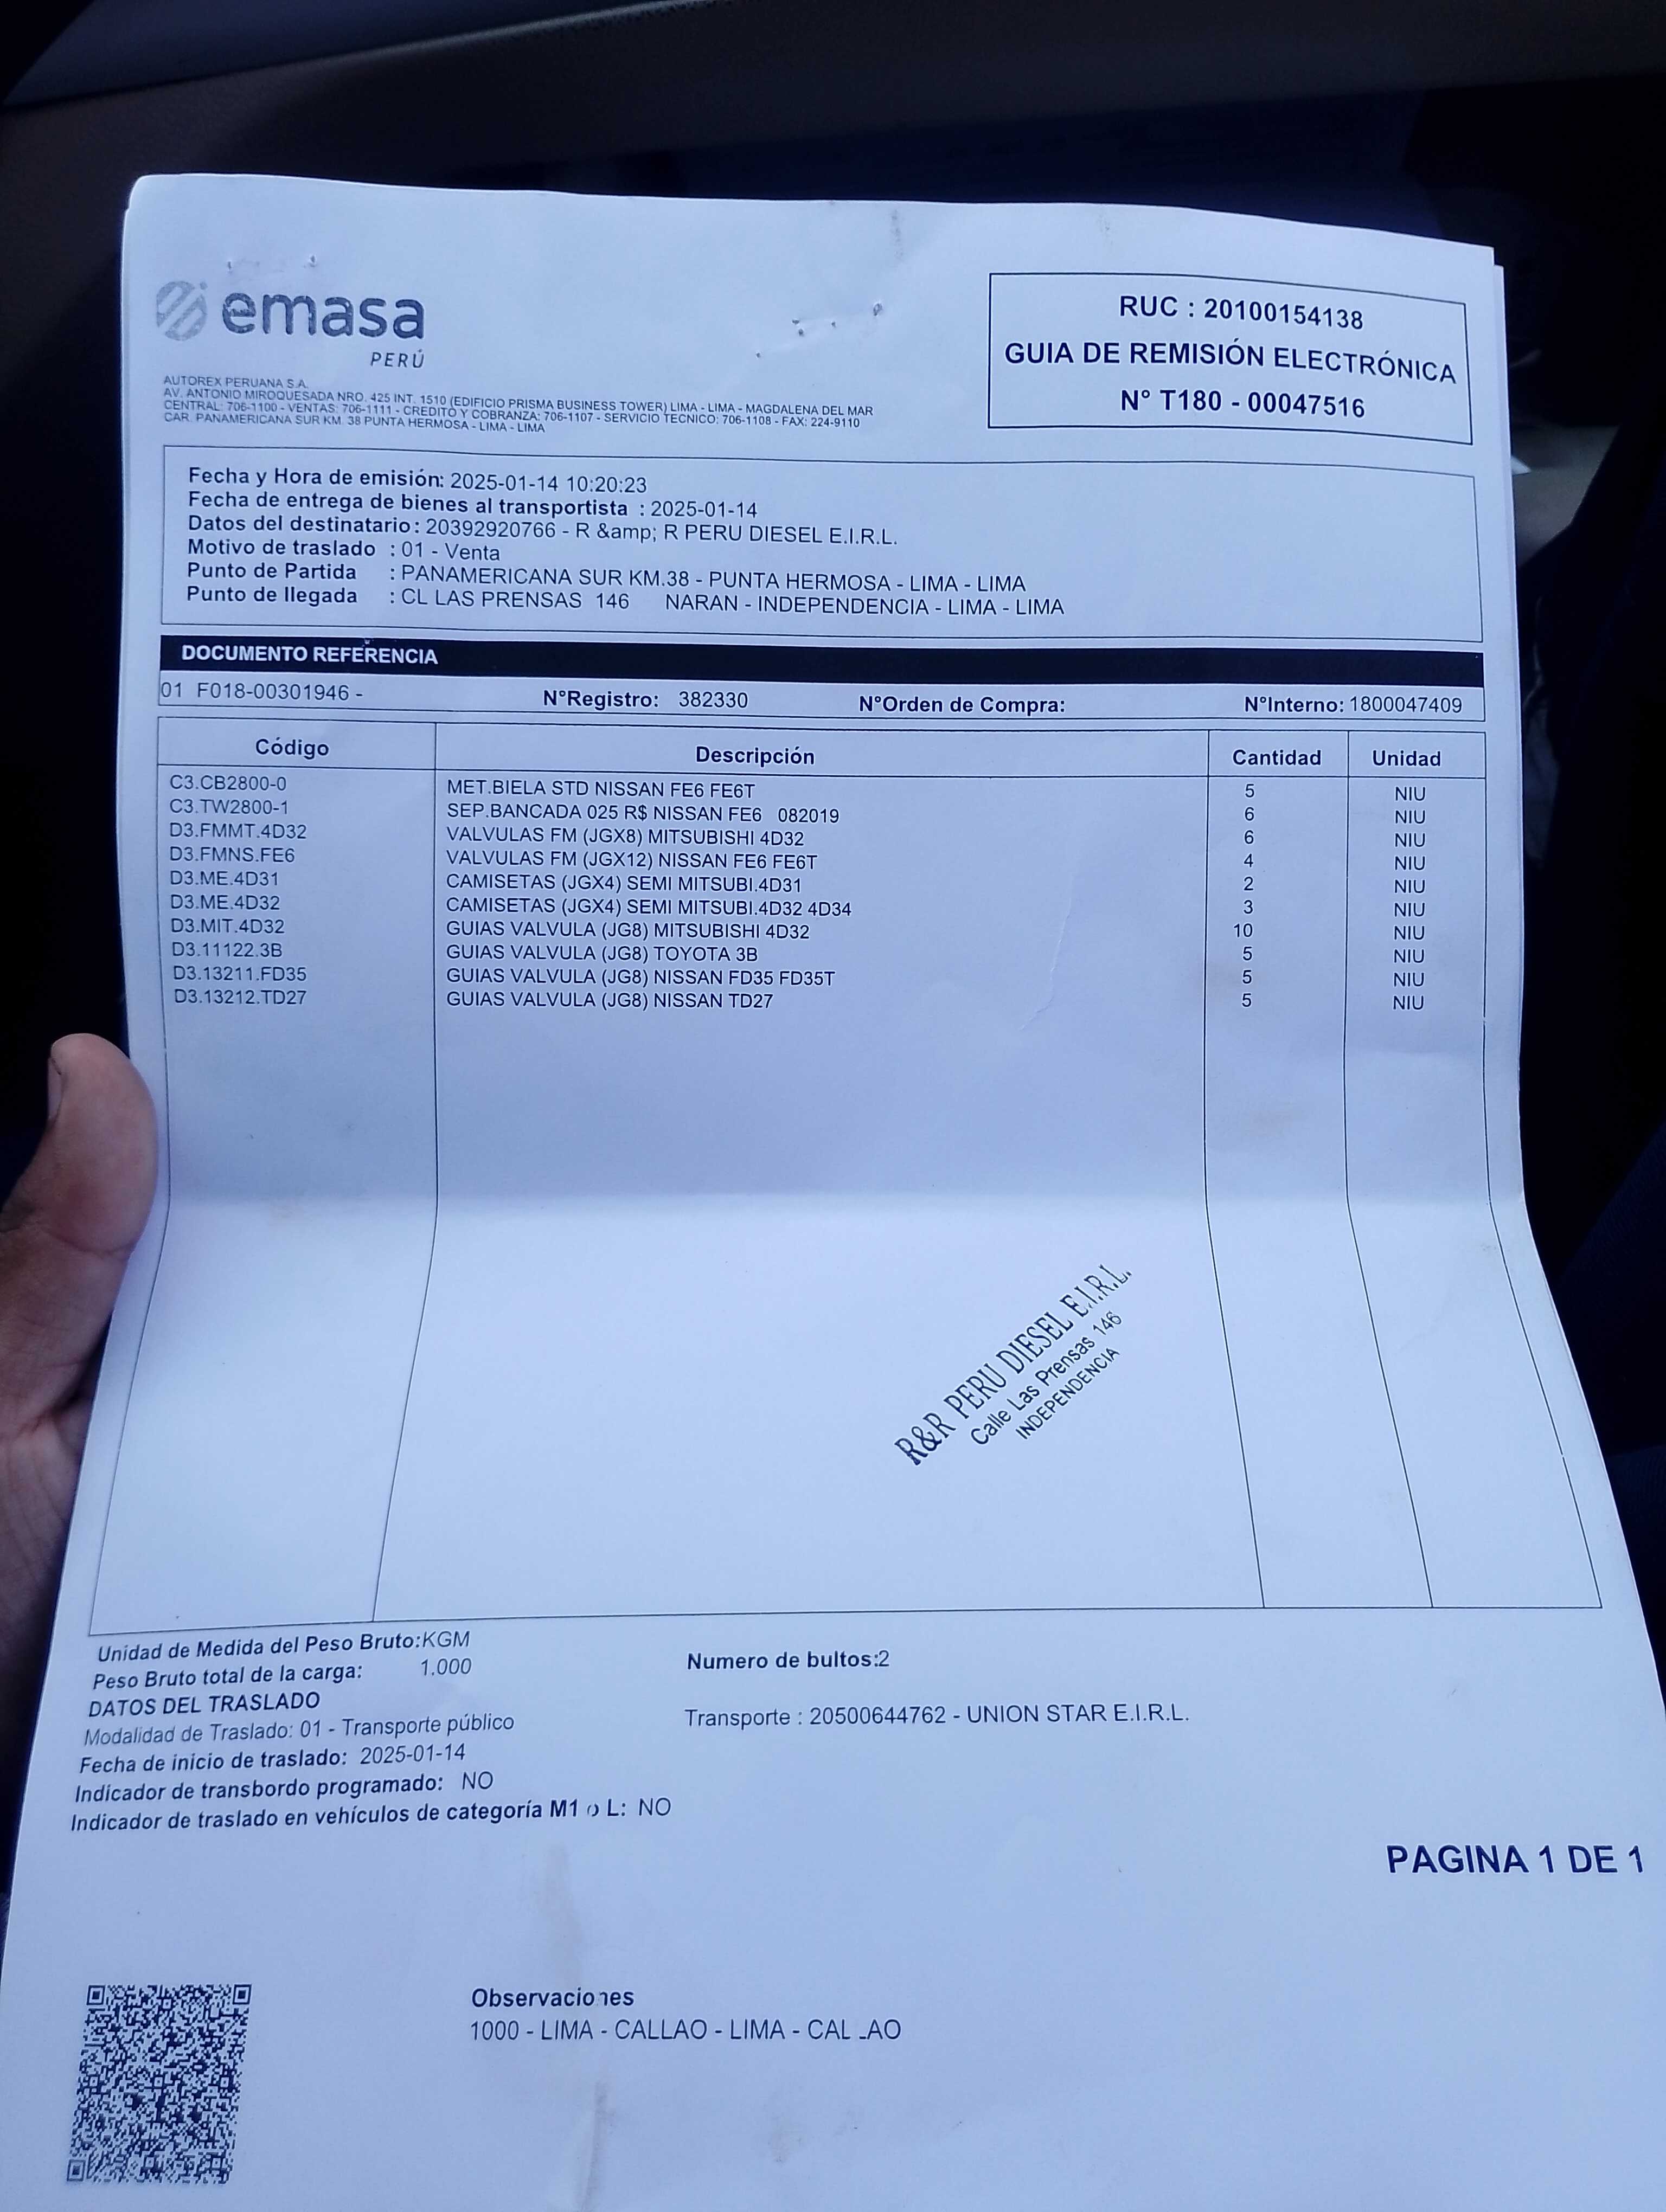 emasa
PERÚ
AUTOREX PERUANA S.A.
AV. ANTONIO MIROQUESADA NRO. 425 INT. 1510 (EDIFICIO PRISMA BUSINESS TOWER) LIMA - LIMA - MAGDALENA DEL MAR
CENTRAL: 706-1100 - VENTAS: 706-1111 - CREDITO Y COBRANZA: 706-1107 - SERVICIO TECNICO: 706-1108 - FAX: 224-9110
CAR. PANAMERICANA SUR KM. 38 PUNTA HERMOSA - LIMA - LIMA
RUC : 20100154138
GUIA DE REMISIÓN ELECTRÓNICA
N° T180 - 00047516
Fecha y Hora de emisión: 2025-01-14 10:20:23
Fecha de entrega de bienes al transportista : 2025-01-14
Datos del destinatario : 20392920766 - R &amp; R PERU DIESEL E.I.R.L.
Motivo de traslado : 01 - Venta
Punto de Partida : PANAMERICANA SUR KM.38 - PUNTA HERMOSA - LIMA - LIMA
Punto de llegada : CL LAS PRENSAS 146 NARAN - INDEPENDENCIA - LIMA - LIMA
DOCUMENTO REFERENCIA
01 F018-00301946 - N°Registro: 382330 N°Orden de Compra: N°Interno: 1800047409
Código Descripción Cantidad Unidad
C3.CB2800-0 MET.BIELA STD NISSAN FE6 FE6T 5 NIU
C3.TW2800-1 SEP.BANCADA 025 R$ NISSAN FE6 082019 6 NIU
D3.FMMT.4D32 VALVULAS FM (JGX8) MITSUBISHI 4D32 6 NIU
D3.FMNS.FE6 VALVULAS FM (JGX12) NISSAN FE6 FE6T 4 NIU
D3.ME.4D31 CAMISETAS (JGX4) SEMI MITSUBI.4D31 2 NIU
D3.ME.4D32 CAMISETAS (JGX4) SEMI MITSUBI.4D32 4D34 3 NIU
D3.MIT.4D32 GUIAS VALVULA (JG8) MITSUBISHI 4D32 10 NIU
D3.11122.3B GUIAS VALVULA (JG8) TOYOTA 3B 5 NIU
D3.13211.FD35 GUIAS VALVULA (JG8) NISSAN FD35 FD35T 5 NIU
D3.13212.TD27 GUIAS VALVULA (JG8) NISSAN TD27 5 NIU
R&R PERU DIESEL E.I.R.L.
Calle Las Prensas 146
INDEPENDENCIA
Unidad de Medida del Peso Bruto:KGM
Peso Bruto total de la carga: 1.000 Numero de bultos:2
DATOS DEL TRASLADO
Modalidad de Traslado: 01 - Transporte público Transporte : 20500644762 - UNION STAR E.I.R.L.
Fecha de inicio de traslado: 2025-01-14
Indicador de transbordo programado: NO
Indicador de traslado en vehículos de categoría M1 o L: NO
PAGINA 1 DE 1
Observaciones
1000 - LIMA - CALLAO - LIMA - CALLAO